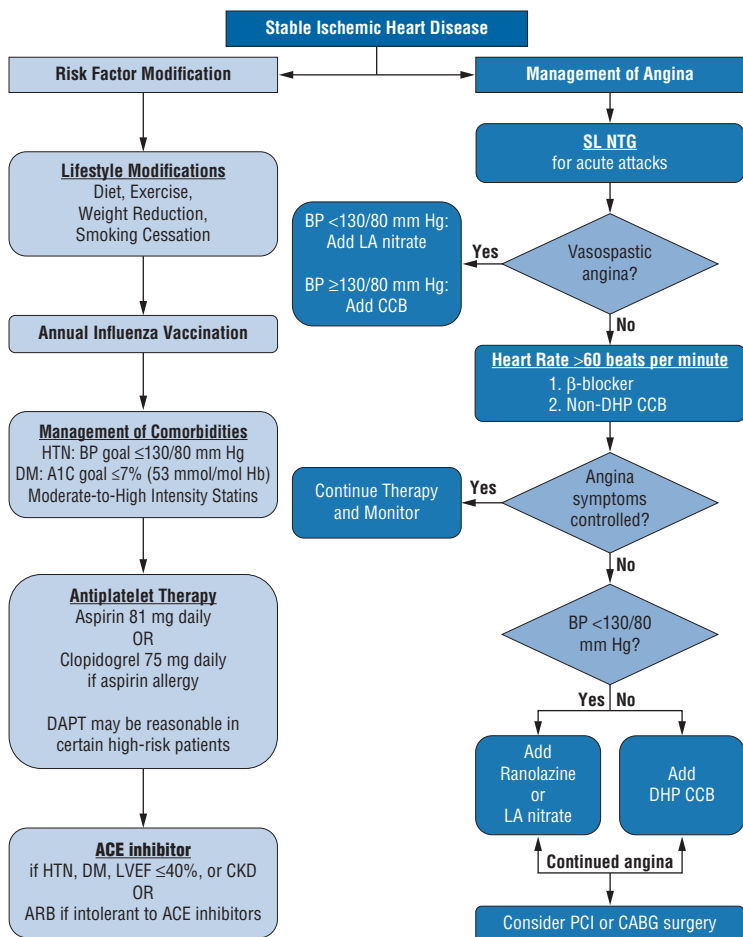 Stable Ischemic Heart Disease
Risk Factor Modification
Lifestyle Modifications
Diet, Exercise,
Weight Reduction,
Smoking Cessation
Annual Influenza Vaccination
Management of Comorbidities
HTN: BP goal ≤130/80 mm Hg
DM: A1C goal ≤7% (53 mmol/mol Hb)
Moderate-to-High Intensity Statins
Antiplatelet Therapy
Aspirin 81 mg daily
OR
Clopidogrel 75 mg daily
if aspirin allergy
DAPT may be reasonable in
certain high-risk patients
ACE inhibitor
if HTN, DM, LVEF ≤40%, or CKD
OR
ARB if intolerant to ACE inhibitors
Management of Angina
SL NTG
for acute attacks
Vasospastic
angina?
Yes
BP <130/80 mm Hg:
Add LA nitrate
BP ≥130/80 mm Hg:
Add CCB
No
Heart Rate >60 beats per minute
1. β-blocker
2. Non-DHP CCB
Angina
symptoms
controlled?
Yes
Continue Therapy
and Monitor
No
BP <130/80
mm Hg?
Yes No
Add
Ranolazine
or
LA nitrate
Add
DHP CCB
Continued angina
Consider PCI or CABG surgery